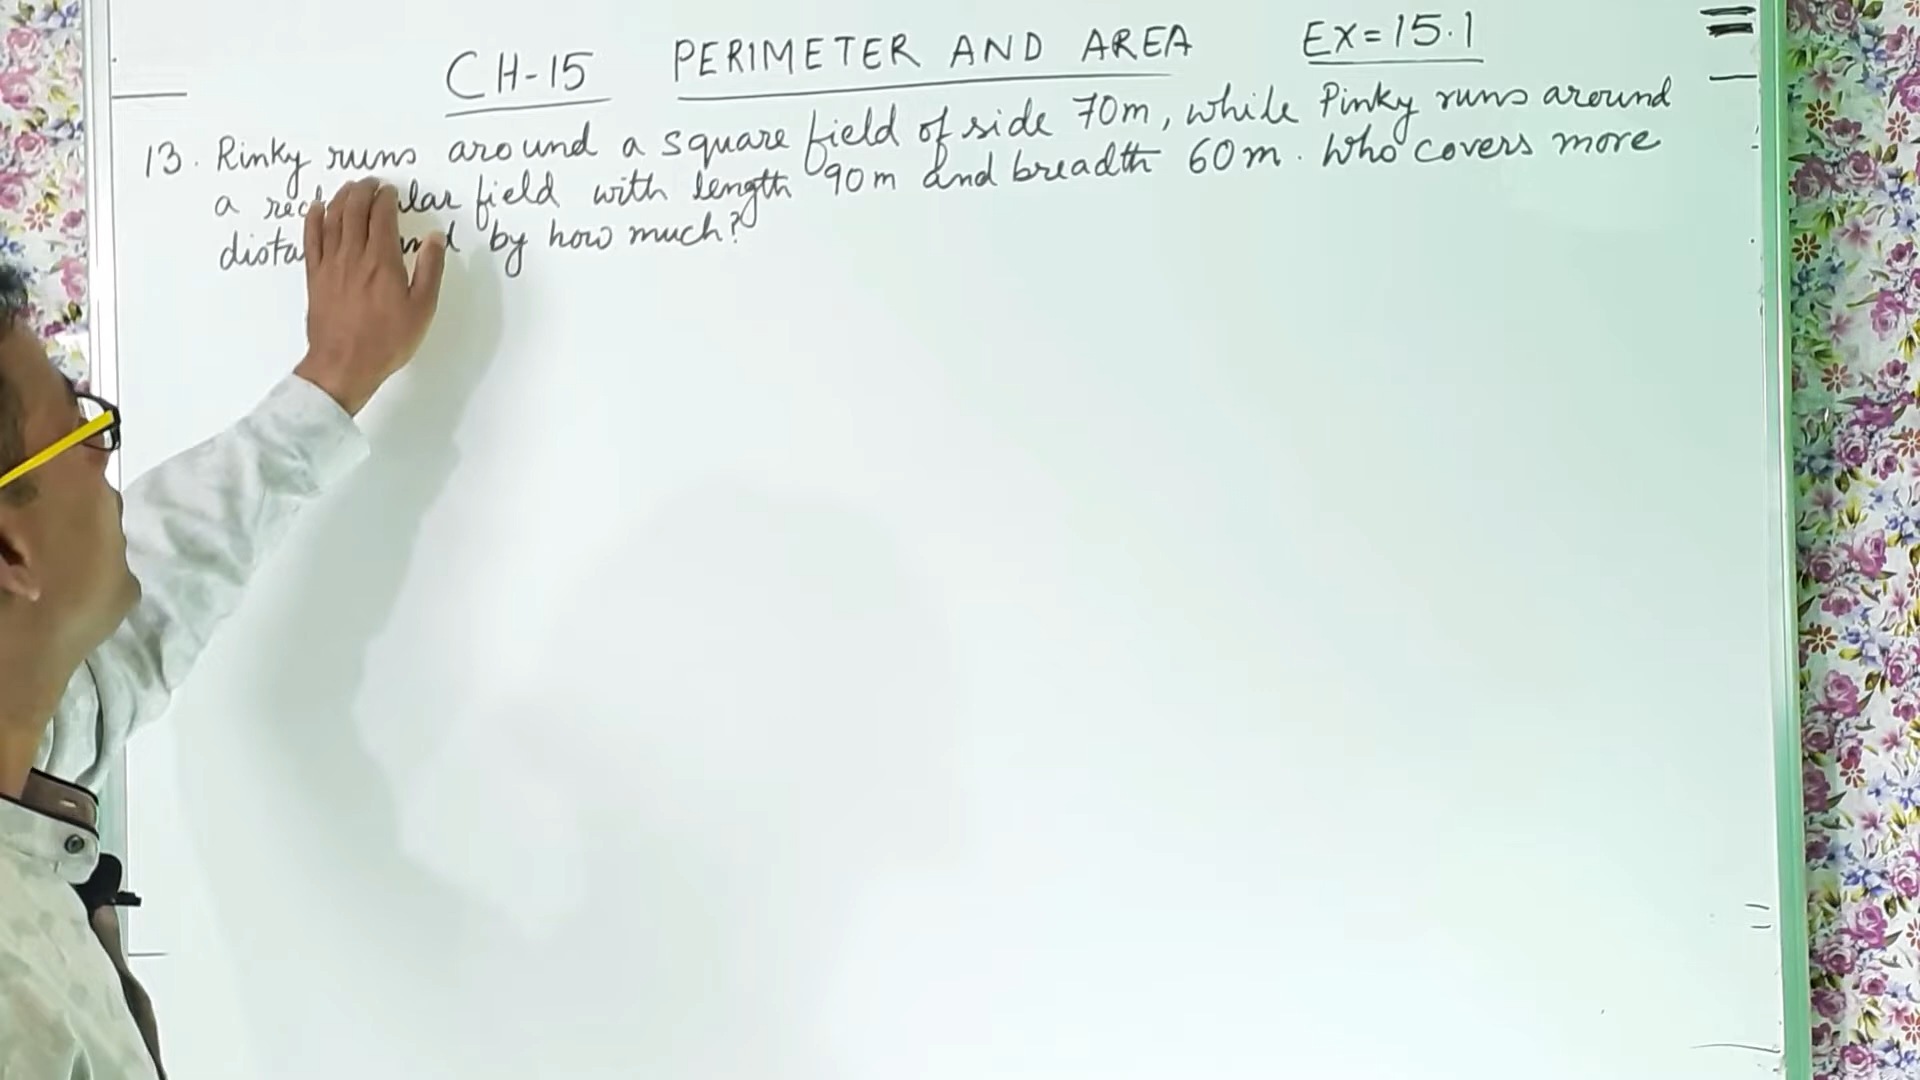 CH-15 PERIMETER AND AREA Ex=15.1
13. Rinky runs around a square field of side 70m, while Pinky runs around
a field with length 90m and breadth 60m. Who covers more
by how much?